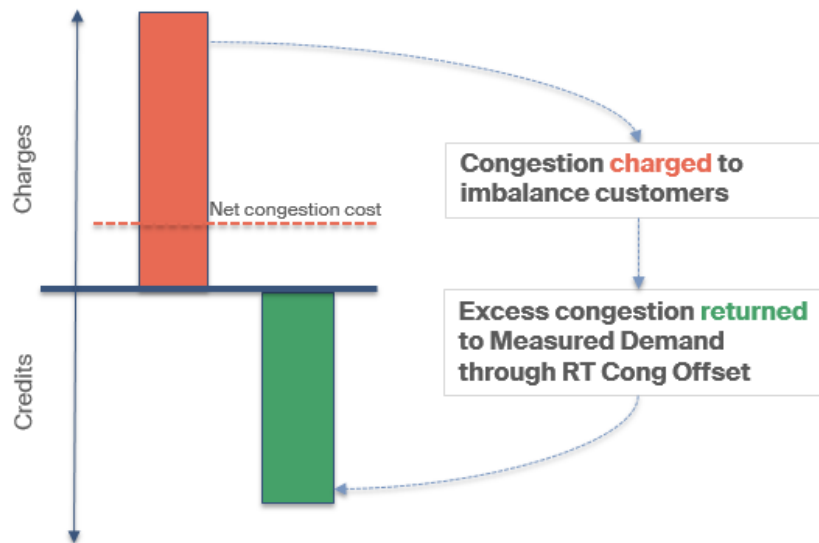 Charges
Congestion charged to
imbalance customers
Net congestion cost
Excess congestion returned
to Measured Demand
through RT Cong Offset
Credits